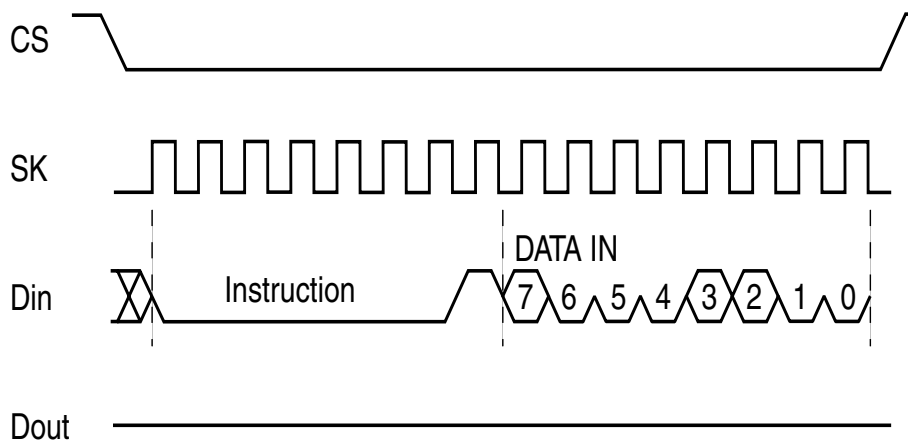 CS
SK
DATA IN
Din Instruction 7 6 5 4 3 2 1 0
Dout